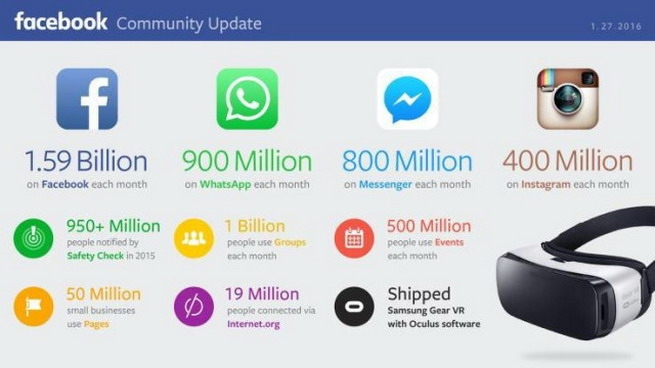 facebook Community Update
1.27.2016
1.59 Billion
on Facebook each month
900 Million
on WhatsApp each month
800 Million
on Messenger each month
400 Million
on Instagram each month
950+ Million
people notified by
Safety Check in 2015
1 Billion
people use Groups
each month
500 Million
people use Events
each month
50 Million
small businesses
use Pages
19 Million
people connected via
Internet.org
Shipped
Samsung Gear VR
with Oculus software